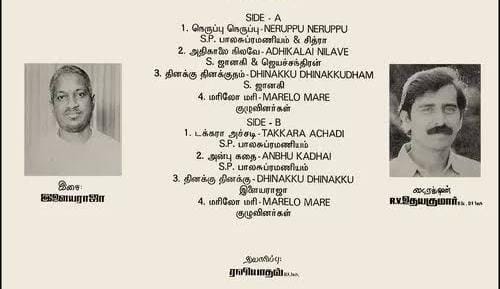 SIDE - A
1. நெருப்பு நெருப்பு-NERUPPU NERUPPU
S.P. பாலசுப்ரமணியம் & சித்ரா
2. அதிகாலை நிலவே-ADHIKALAI NILAVE
S. ஜானகி & ஜெயச்சந்திரன்
3. தினக்கு தினக்குதம்-DHINAKKU DHINAKKUDHAM
S. ஜானகி
4. மரிலோ மரி-MARELO MARE
குழுவினர்கள்
SIDE - B
1. டக்கரா அச்சடி-TAKKARA ACHADI
S.P. பாலசுப்ரமணியம்
2. அன்பு கதை-ANBHU KADHAI
S.P. பாலசுப்ரமணியம்
3. தினக்கு தினக்கு-DHINAKKU DHINAKKU
இளையராஜா
4. மரிலோ மரி-MARELO MARE
குழுவினர்கள்
இசை:
இளையராஜா
R.V.உதயகுமார்